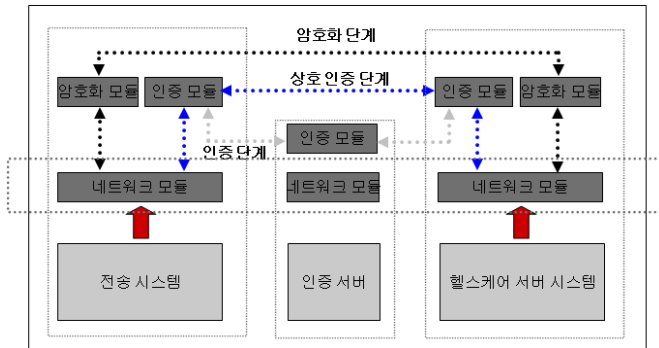 암호화 단계
상호 인증 단계
암호화 모듈 인증 모듈 인증 모듈 암호화 모듈
인증 모듈
인증 단계
네트워크 모듈 네트워크 모듈 네트워크 모듈
전송 시스템 인증 서버 헬스케어 서버 시스템